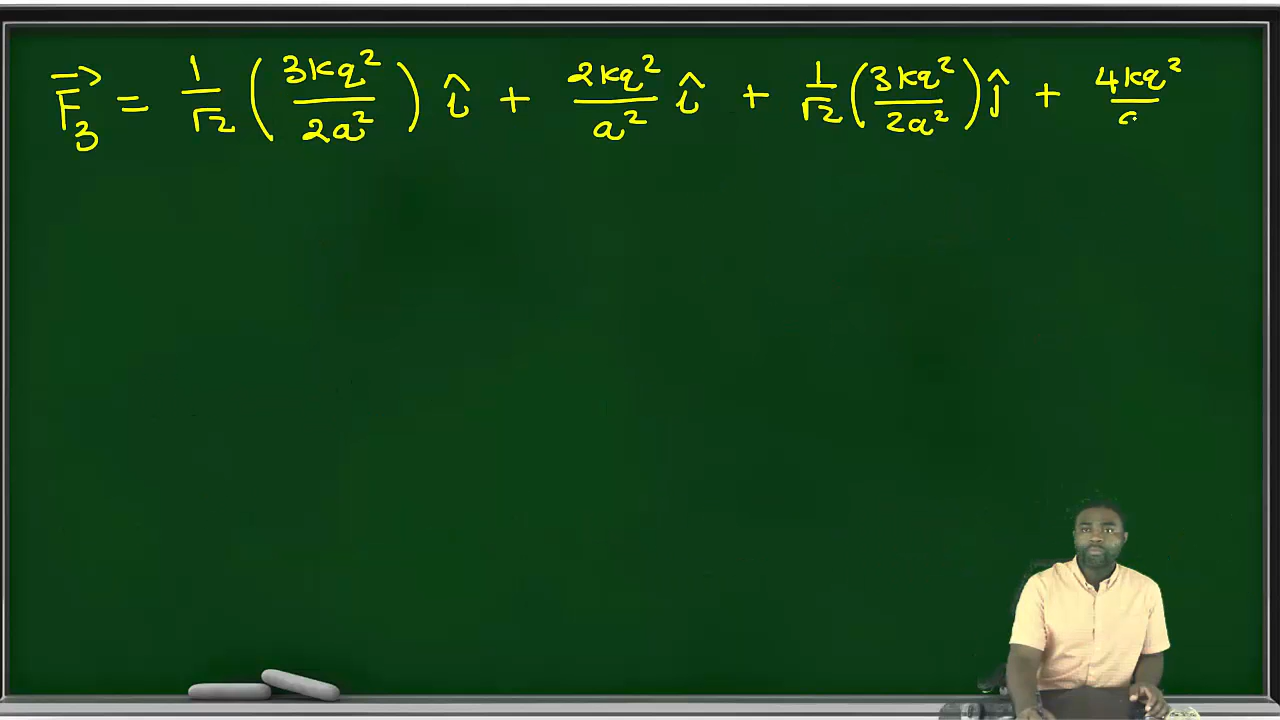 F⃗₃ = 1/√2 (3kq²/2a²) î + 2kq²/a² î + 1/√2 (3kq²/2a²) ĵ + 4kq²/